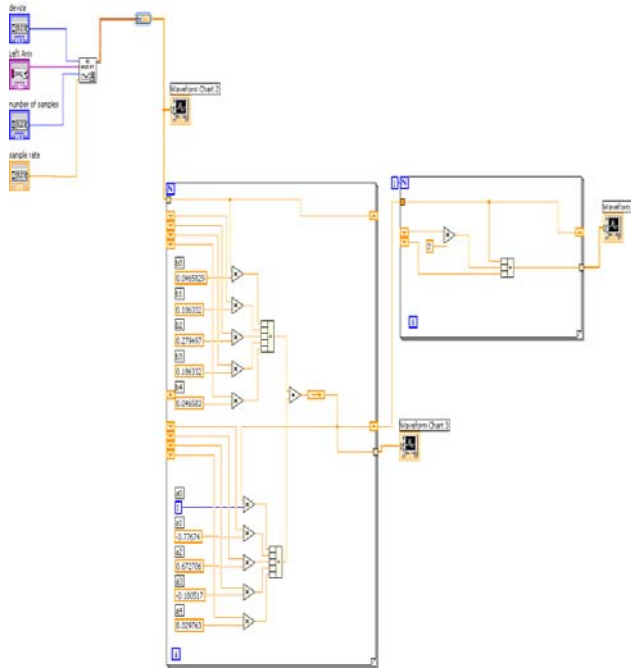 device
Left Arm
number of samples
sample rate
Waveform Chart 2
N
b0
0.0465829
b1
0.186332
b2
0.279497
b3
0.186332
b4
0.046583
a0
1
a1
-0.77674
a2
0.672706
a3
-0.180517
a4
0.029763
i
Waveform Chart 3
N
2
i
Waveform